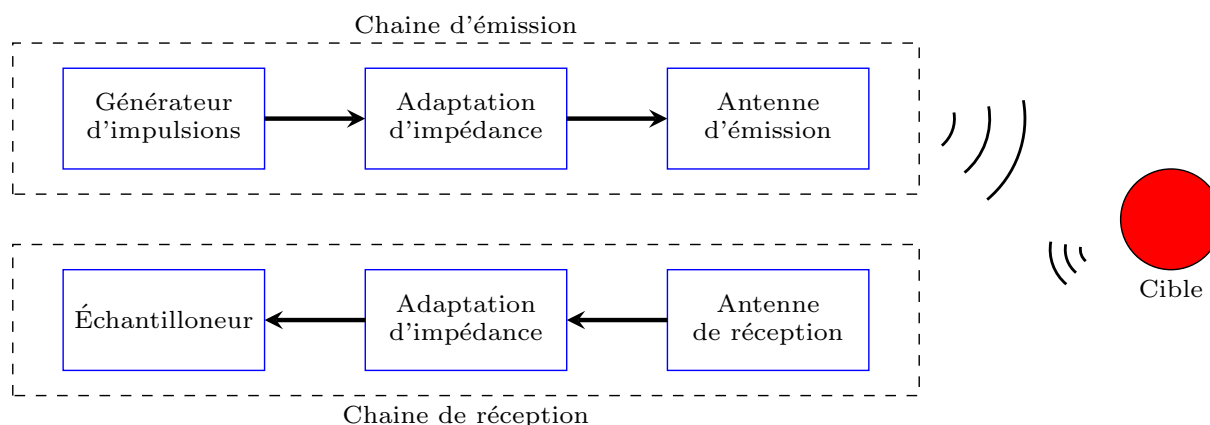 Chaine d'émission
Générateur
d'impulsions
Adaptation
d'impédance
Antenne
d'émission
Cible
Échantilloneur
Adaptation
d'impédance
Antenne
de réception
Chaine de réception